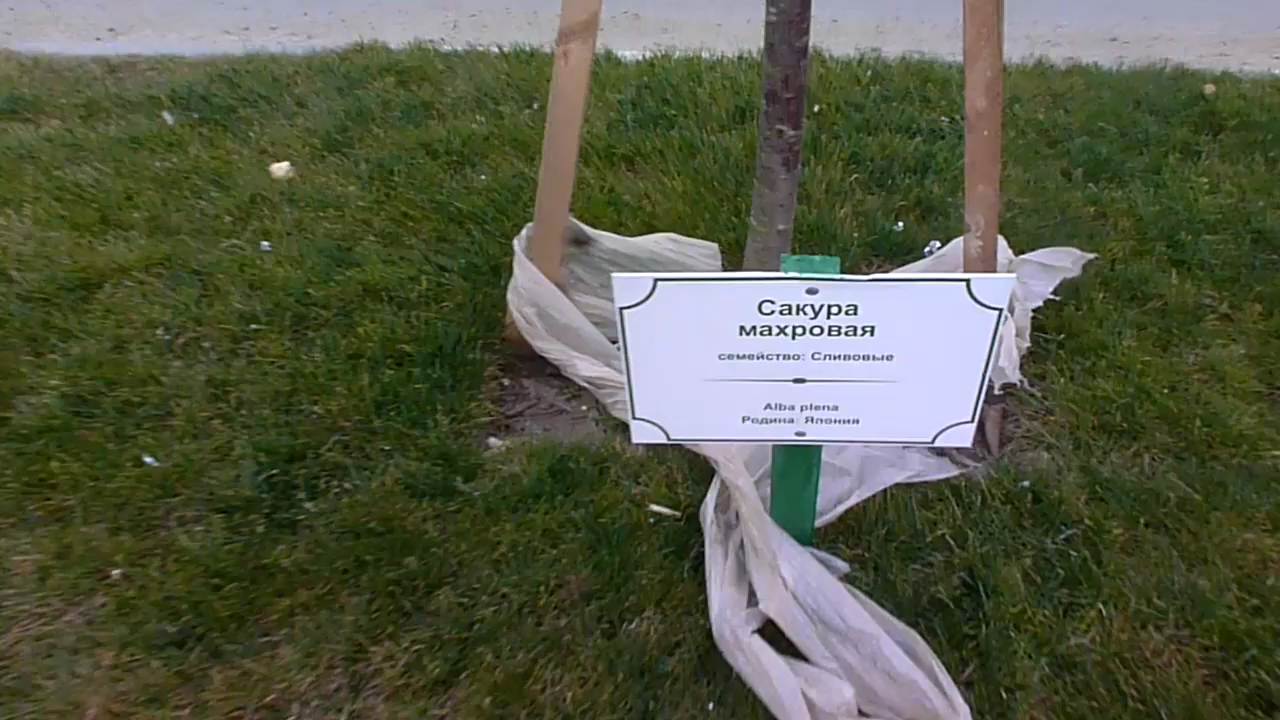 Сакура
махровая
семейство: Сливовые
Alba plena
Родина: Япония